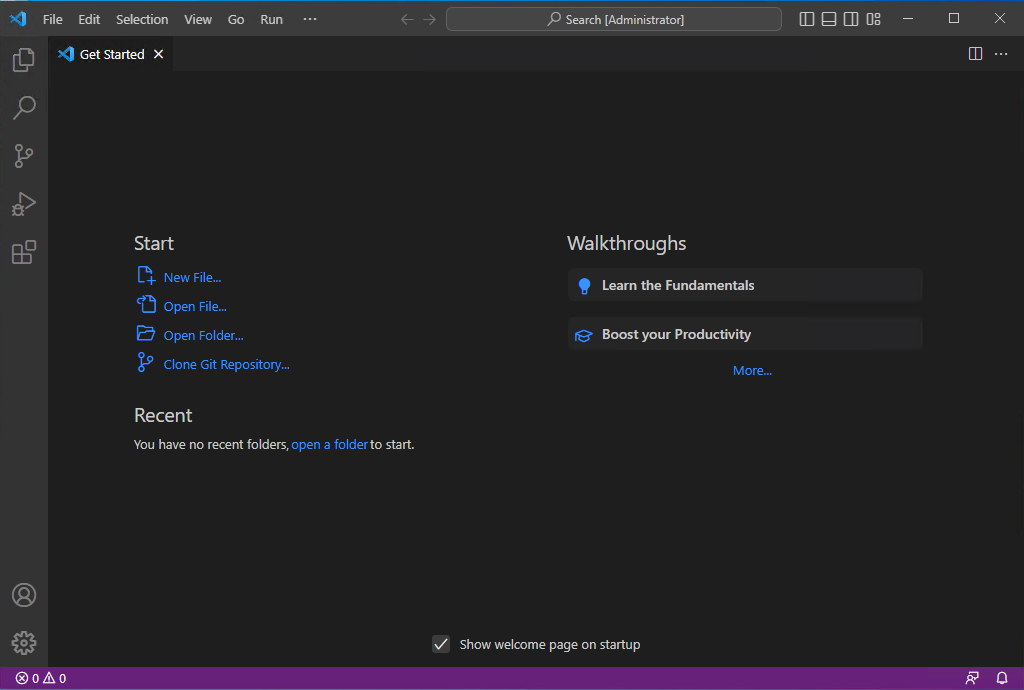 File Edit Selection View Go Run ···
Search [Administrator]
Get Started
Start
New File...
Open File...
Open Folder...
Clone Git Repository...
Recent
You have no recent folders, open a folder to start.
Walkthroughs
Learn the Fundamentals
Boost your Productivity
More...
Show welcome page on startup
0 0